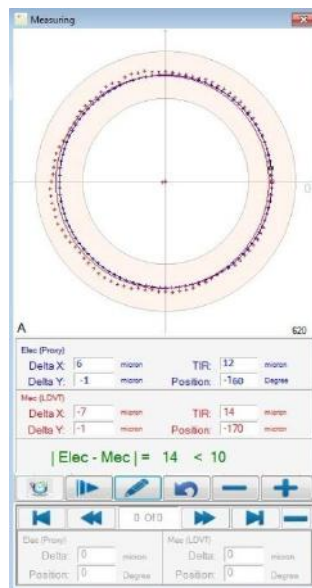 Measuring
0
A
620
Elec (Proxy)
Delta X: 6 micron TIR: 12 micron
Delta Y: -1 micron Position: -160 Degree
Mec (LDVT)
Delta X: -7 micron TIR: 14 micron
Delta Y: -1 micron Position: -170 Degree
| Elec - Mec | = 14 < 10
0 Of 0
Elec (Proxy) Mec (LDVT)
Delta: 0 micron Delta: 0 micron
Position: 0 Degree Position: 0 Degree